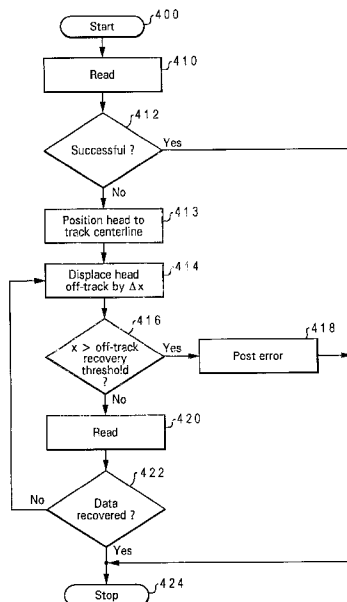 Start
400
Read
410
412
Successful ?
Yes
No
Position head to
track centerline
413
Displace head
off-track by Δx
414
416
x > off-track
recovery
threshold
?
Yes
418
Post error
No
Read
420
422
Data
recovered ?
No
Yes
Stop
424